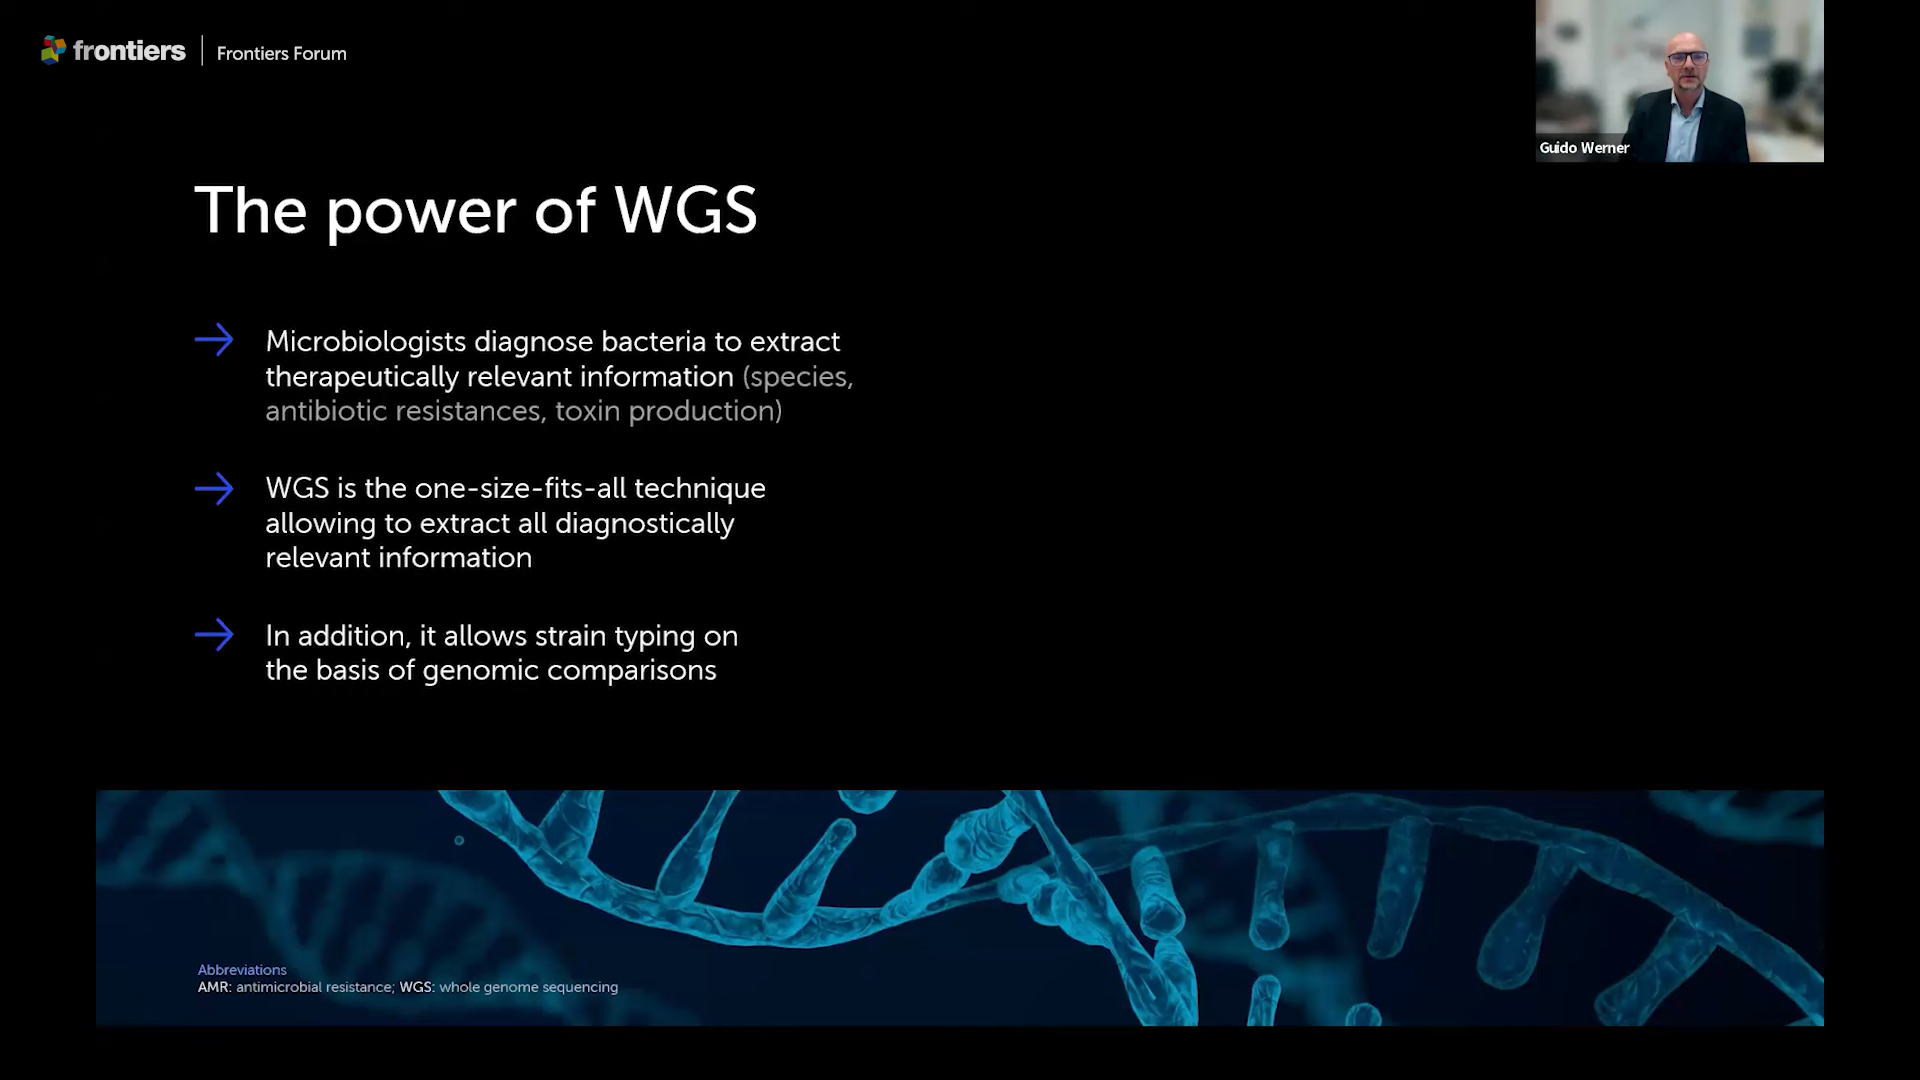 frontiers | Frontiers Forum
Guido Werner
The power of WGS
Microbiologists diagnose bacteria to extract
therapeutically relevant information (species,
antibiotic resistances, toxin production)
WGS is the one-size-fits-all technique
allowing to extract all diagnostically
relevant information
In addition, it allows strain typing on
the basis of genomic comparisons
Abbreviations
AMR: antimicrobial resistance; WGS: whole genome sequencing